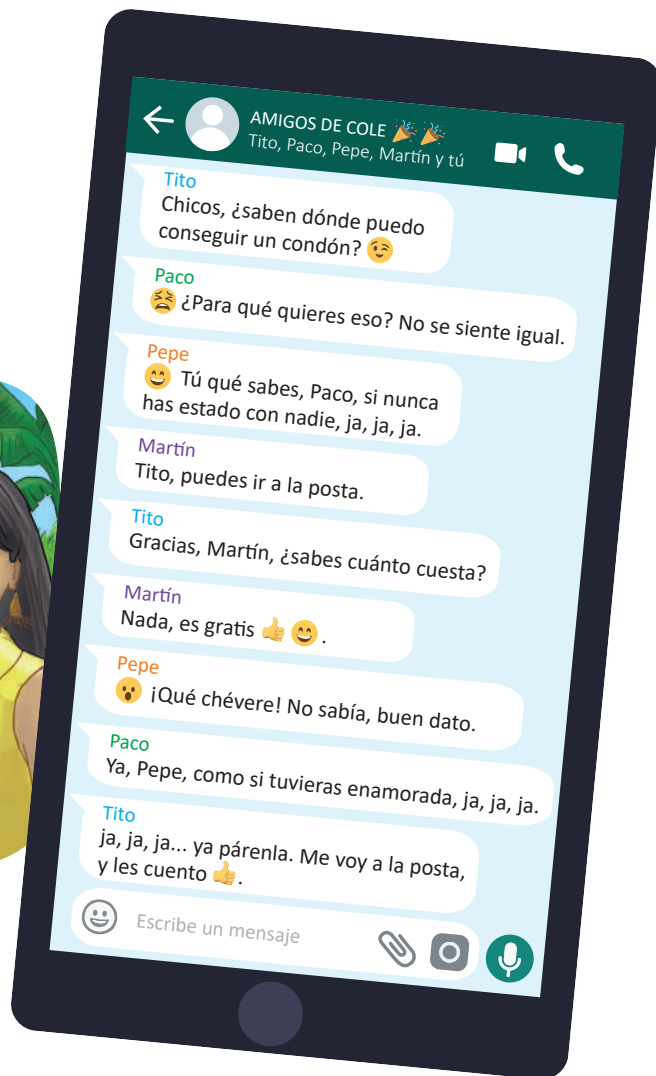 AMIGOS DE COLE 🎉 🎉
Tito, Paco, Pepe, Martín y tú
Tito
Chicos, ¿saben dónde puedo
conseguir un condón? 😉
Paco
😫 ¿Para qué quieres eso? No se siente igual.
Pepe
😄 Tú qué sabes, Paco, si nunca
has estado con nadie, ja, ja, ja.
Martín
Tito, puedes ir a la posta.
Tito
Gracias, Martín, ¿sabes cuánto cuesta?
Martín
Nada, es gratis 👍 😄 .
Pepe
😮 ¡Qué chévere! No sabía, buen dato.
Paco
Ya, Pepe, como si tuvieras enamorada, ja, ja, ja.
Tito
ja, ja, ja... ya párenla. Me voy a la posta,
y les cuento 👍.
Escribe un mensaje